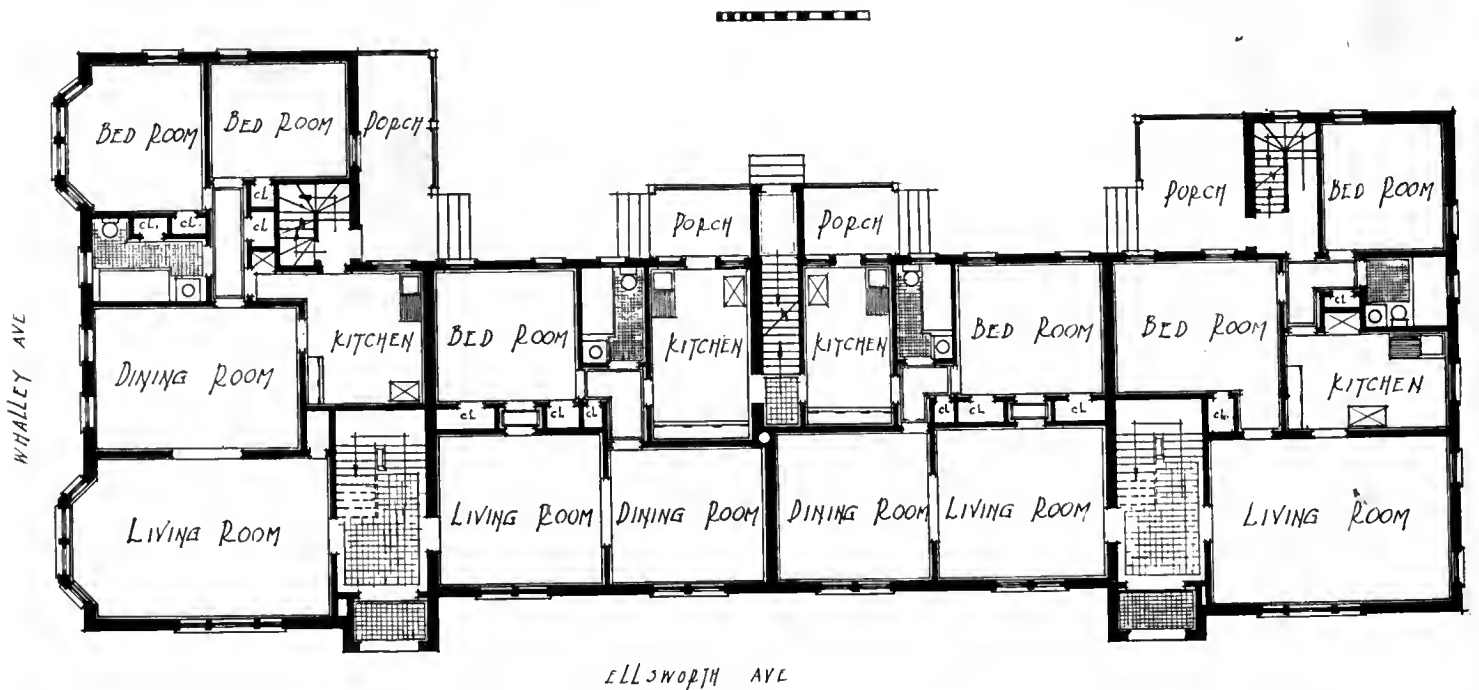 BED ROOM
BED ROOM
PORCH
cL
cL
cL.
cL.
KITCHEN
DINING ROOM
LIVING ROOM
WHALLEY AVE
BED ROOM
PORCH
KITCHEN
cL
cL
cL
LIVING ROOM
DINING ROOM
PORCH
KITCHEN
BED ROOM
cL
cL
cL
DINING ROOM
LIVING ROOM
PORCH
BED ROOM
BED ROOM
cL
cL.
KITCHEN
LIVING ROOM
ELLSWORTH AVE